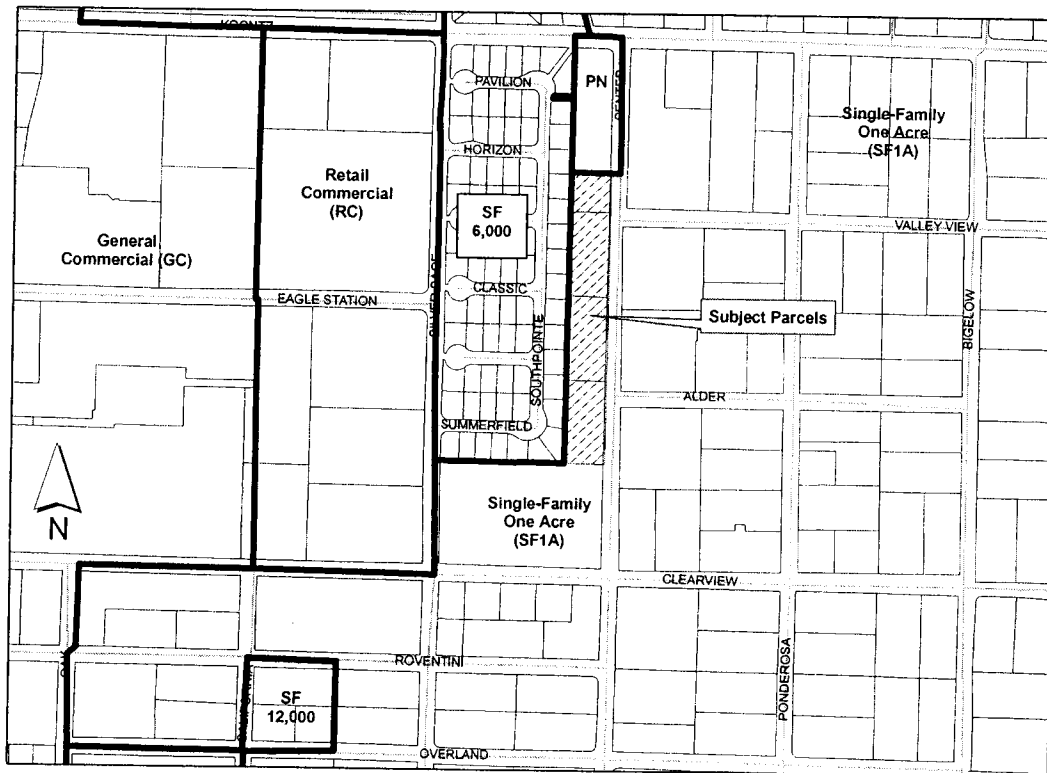 KOONTZ
PAVILION
PN
CENTER
Single-Family
One Acre
(SF1A)
HORIZON
Retail
Commercial
(RC)
SF
6,000
VALLEY VIEW
General
Commercial (GC)
SILVER SAGE
CLASSIC
EAGLE STATION
Subject Parcels
BIGELOW
SOUTHPOINTE
ALDER
SUMMERFIELD
N
Single-Family
One Acre
(SF1A)
CLEARVIEW
ROVENTINI
PONDEROSA
SF
12,000
OVERLAND